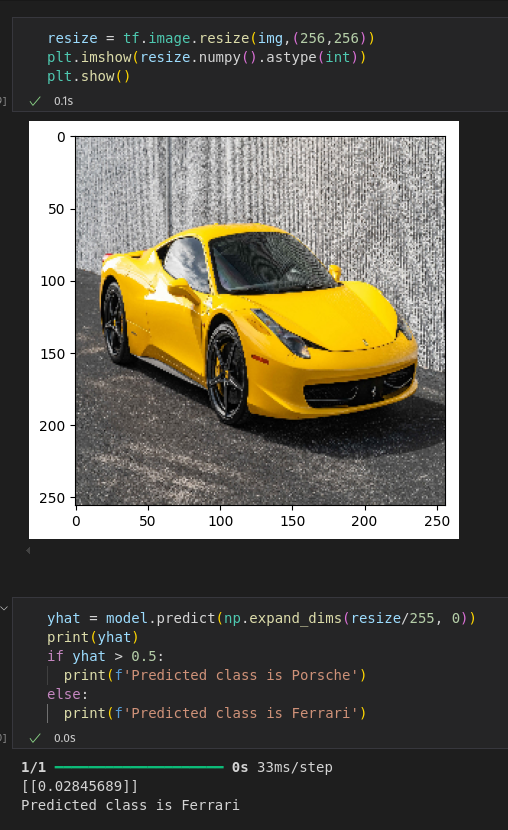 resize = tf.image.resize(img,(256,256))
plt.imshow(resize.numpy().astype(int))
plt.show()
] ✓ 0.1s
0
50
100
150
200
250
0 50 100 150 200 250
yhat = model.predict(np.expand_dims(resize/255, 0))
print(yhat)
if yhat > 0.5:
print(f'Predicted class is Porsche')
else:
print(f'Predicted class is Ferrari')
] ✓ 0.0s
1/1 ━━━━━━━━━━━━━━━━━━━━ 0s 33ms/step
[[0.02845689]]
Predicted class is Ferrari